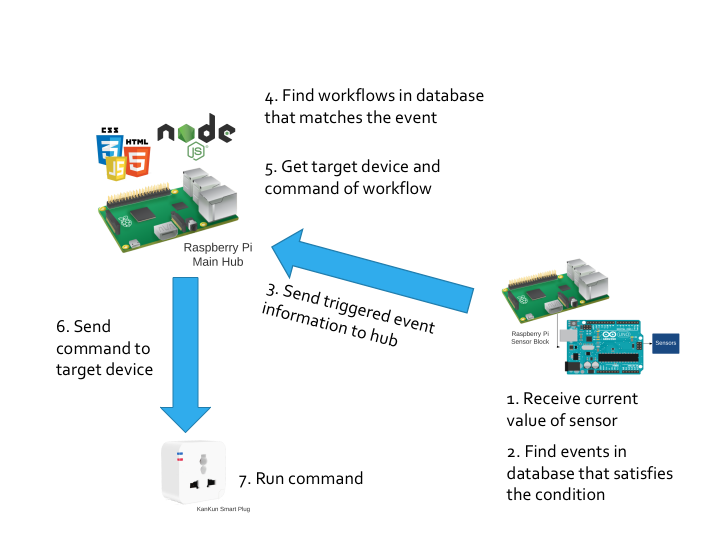 4. Find workflows in database
that matches the event
CSS
HTML
3
JS
5
node
JS
5. Get target device and
command of workflow
Raspberry Pi
Main Hub
3. Send triggered event
information to hub
6. Send
command to
target device
Raspberry Pi
Sensor Block
Sensors
1. Receive current
value of sensor
2. Find events in
database that satisfies
the condition
7. Run command
KanKun Smart Plug